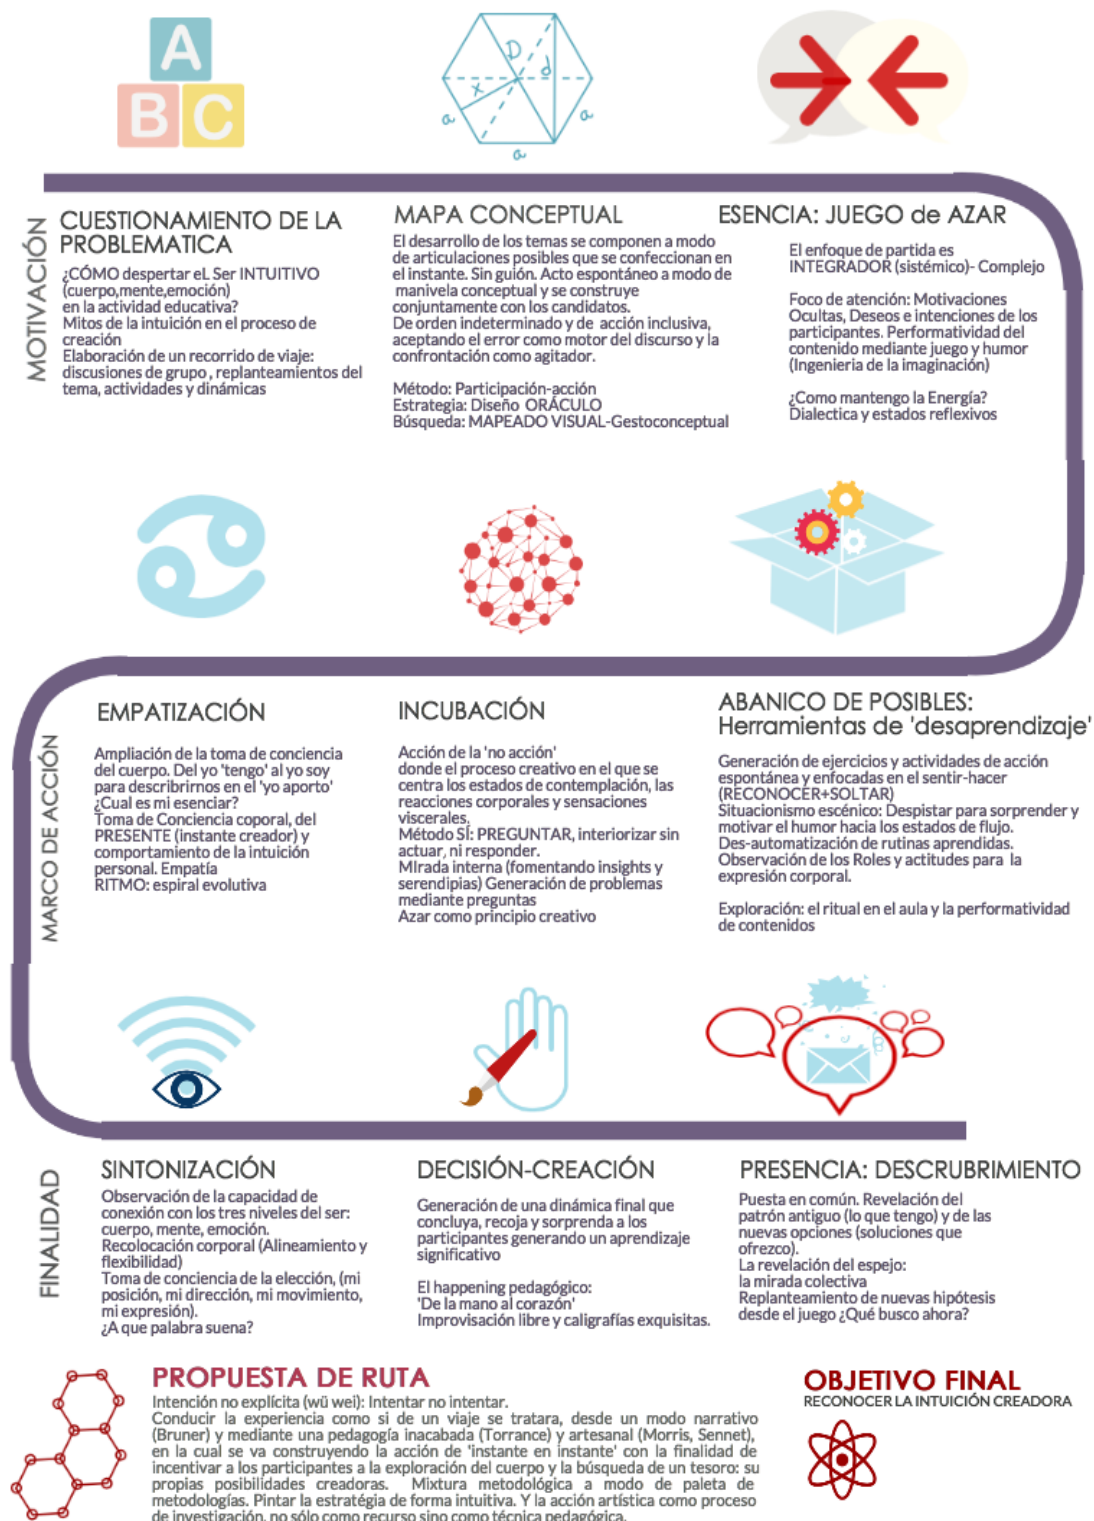 A
B C
D
d
x
a
a
a
MOTIVACIÓN
CUESTIONAMIENTO DE LA
PROBLEMATICA
¿CÓMO despertar eL Ser INTUITIVO
(cuerpo,mente,emoción)
en la actividad educativa?
Mitos de la intuición en el proceso de
creación
Elaboración de un recorrido de viaje:
discusiones de grupo , replanteamientos del
tema, actividades y dinámicas
MAPA CONCEPTUAL
El desarrollo de los temas se componen a modo
de articulaciones posibles que se confeccionan en
el instante. Sin guión. Acto espontáneo a modo de
manivela conceptual y se construye
conjuntamente con los candidatos.
De orden indeterminado y de acción inclusiva,
aceptando el error como motor del discurso y la
confrontación como agitador.
Método: Participación-acción
Estrategia: Diseño ORÁCULO
Búsqueda: MAPEADO VISUAL-Gestoconceptual
ESENCIA: JUEGO de AZAR
El enfoque de partida es
INTEGRADOR (sistémico)- Complejo
Foco de atención: Motivaciones
Ocultas, Deseos e intenciones de los
participantes. Performatividad del
contenido mediante juego y humor
(Ingenieria de la imaginación)
¿Como mantengo la Energía?
Dialectica y estados reflexivos
MARCO DE ACCIÓN
EMPATIZACIÓN
Ampliación de la toma de conciencia
del cuerpo. Del yo 'tengo' al yo soy
para describrirnos en el 'yo aporto'
¿Cual es mi esenciar?
Toma de Conciencia coporal, del
PRESENTE (instante creador) y
comportamiento de la intuición
personal. Empatía
RITMO: espiral evolutiva
INCUBACIÓN
Acción de la 'no acción'
donde el proceso creativo en el que se
centra los estados de contemplación, las
reacciones corporales y sensaciones
viscerales.
Método SÍ: PREGUNTAR, interiorizar sin
actuar, ni responder.
MIrada interna (fomentando insights y
serendipias) Generación de problemas
mediante preguntas
Azar como principio creativo
ABANICO DE POSIBLES:
Herramientas de 'desaprendizaje'
Generación de ejercicios y actividades de acción
espontánea y enfocadas en el sentir-hacer
(RECONOCER+SOLTAR)
Situacionismo escénico: Despistar para sorprender y
motivar el humor hacia los estados de flujo.
Des-automatización de rutinas aprendidas.
Observación de los Roles y actitudes para la
expresión corporal.
Exploración: el ritual en el aula y la performatividad
de contenidos
FINALIDAD
SINTONIZACIÓN
Observación de la capacidad de
conexión con los tres niveles del ser:
cuerpo, mente, emoción.
Recolocación corporal (Alineamiento y
flexibilidad)
Toma de conciencia de la elección, (mi
posición, mi dirección, mi movimiento,
mi expresión).
¿A que palabra suena?
DECISIÓN-CREACIÓN
Generación de una dinámica final que
concluya, recoja y sorprenda a los
participantes generando un aprendizaje
significativo
El happening pedagógico:
'De la mano al corazón'
Improvisación libre y caligrafías exquisitas.
PRESENCIA: DESCRUBRIMIENTO
Puesta en común. Revelación del
patrón antiguo (lo que tengo) y de las
nuevas opciones (soluciones que
ofrezco).
La revelación del espejo:
la mirada colectiva
Replanteamiento de nuevas hipótesis
desde el juego ¿Qué busco ahora?
PROPUESTA DE RUTA
Intención no explícita (wü wei): Intentar no intentar.
Conducir la experiencia como si de un viaje se tratara, desde un modo narrativo
(Bruner) y mediante una pedagogía inacabada (Torrance) y artesanal (Morris, Sennet),
en la cual se va construyendo la acción de 'instante en instante' con la finalidad de
incentivar a los participantes a la exploración del cuerpo y la búsqueda de un tesoro: su
propias posibilidades creadoras. Mixtura metodológica a modo de paleta de
metodologías. Pintar la estratégia de forma intuitiva. Y la acción artística como proceso
de investigación, no sólo como recurso sino como técnica pedagógica.
OBJETIVO FINAL
RECONOCER LA INTUICIÓN CREADORA